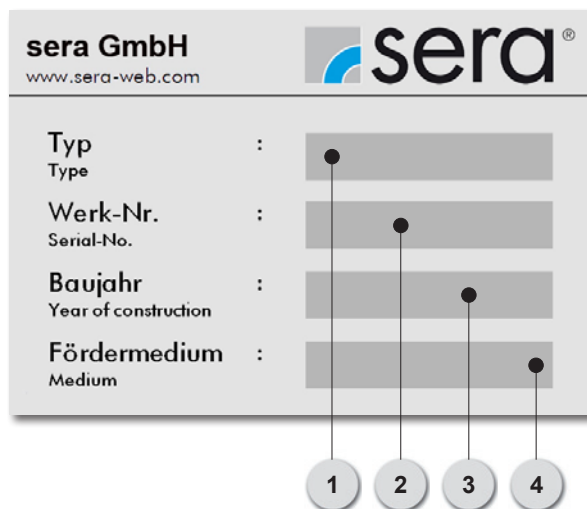 sera GmbH
www.sera-web.com
sera®
Typ :
Type
Werk-Nr. :
Serial-No.
Baujahr :
Year of construction
Fördermedium :
Medium
1 2 3 4